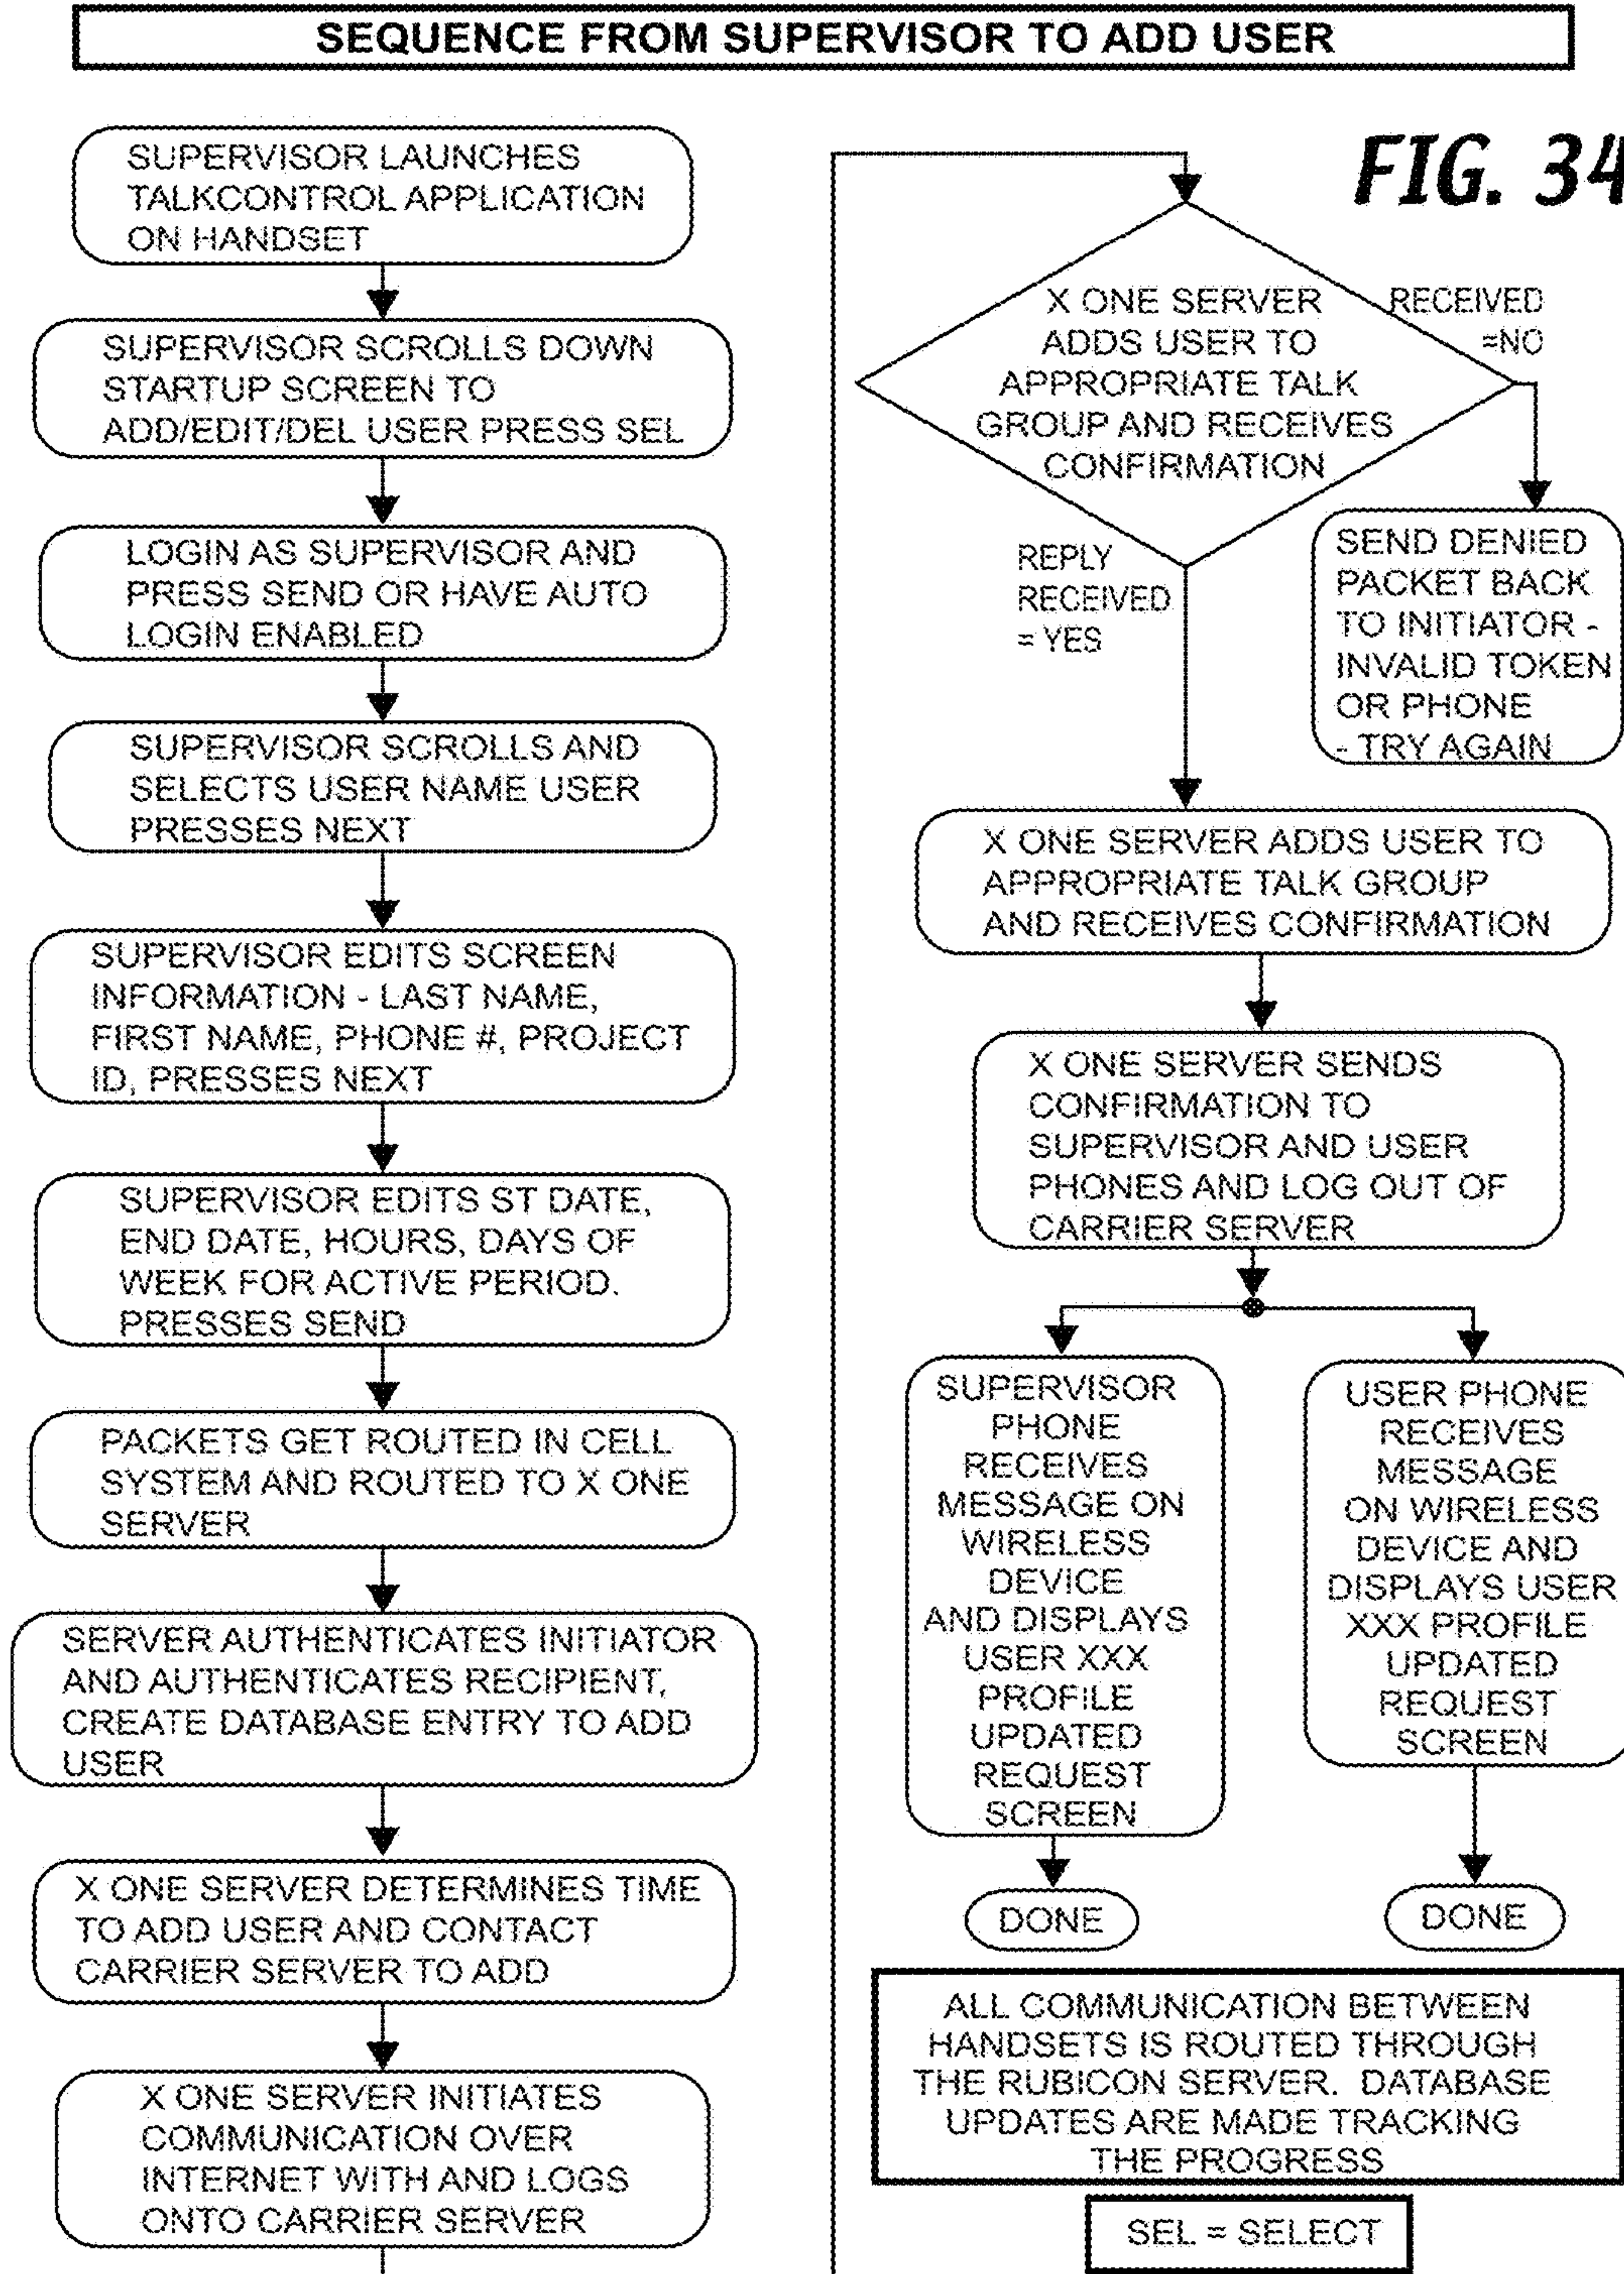 SEQUENCE FROM SUPERVISOR TO ADD USER
FIG. 34
SUPERVISOR LAUNCHES
TALKCONTROL APPLICATION
ON HANDSET
SUPERVISOR SCROLLS DOWN
STARTUP SCREEN TO
ADD/EDIT/DEL USER PRESS SEL
LOGIN AS SUPERVISOR AND
PRESS SEND OR HAVE AUTO
LOGIN ENABLED
SUPERVISOR SCROLLS AND
SELECTS USER NAME USER
PRESSES NEXT
SUPERVISOR EDITS SCREEN
INFORMATION - LAST NAME,
FIRST NAME, PHONE #, PROJECT
ID, PRESSES NEXT
SUPERVISOR EDITS ST DATE,
END DATE, HOURS, DAYS OF
WEEK FOR ACTIVE PERIOD.
PRESSES SEND
PACKETS GET ROUTED IN CELL
SYSTEM AND ROUTED TO X ONE
SERVER
SERVER AUTHENTICATES INITIATOR
AND AUTHENTICATES RECIPIENT,
CREATE DATABASE ENTRY TO ADD
USER
X ONE SERVER DETERMINES TIME
TO ADD USER AND CONTACT
CARRIER SERVER TO ADD
X ONE SERVER INITIATES
COMMUNICATION OVER
INTERNET WITH AND LOGS
ONTO CARRIER SERVER
X ONE SERVER
ADDS USER TO
APPROPRIATE TALK
GROUP AND RECEIVES
CONFIRMATION
RECEIVED
=NO
SEND DENIED
PACKET BACK
TO INITIATOR -
INVALID TOKEN
OR PHONE
- TRY AGAIN
REPLY
RECEIVED
= YES
X ONE SERVER ADDS USER TO
APPROPRIATE TALK GROUP
AND RECEIVES CONFIRMATION
X ONE SERVER SENDS
CONFIRMATION TO
SUPERVISOR AND USER
PHONES AND LOG OUT OF
CARRIER SERVER
SUPERVISOR
PHONE
RECEIVES
MESSAGE ON
WIRELESS
DEVICE
AND DISPLAYS
USER XXX
PROFILE
UPDATED
REQUEST
SCREEN
DONE
USER PHONE
RECEIVES
MESSAGE
ON WIRELESS
DEVICE AND
DISPLAYS USER
XXX PROFILE
UPDATED
REQUEST
SCREEN
DONE
ALL COMMUNICATION BETWEEN
HANDSETS IS ROUTED THROUGH
THE RUBICON SERVER. DATABASE
UPDATES ARE MADE TRACKING
THE PROGRESS
SEL = SELECT